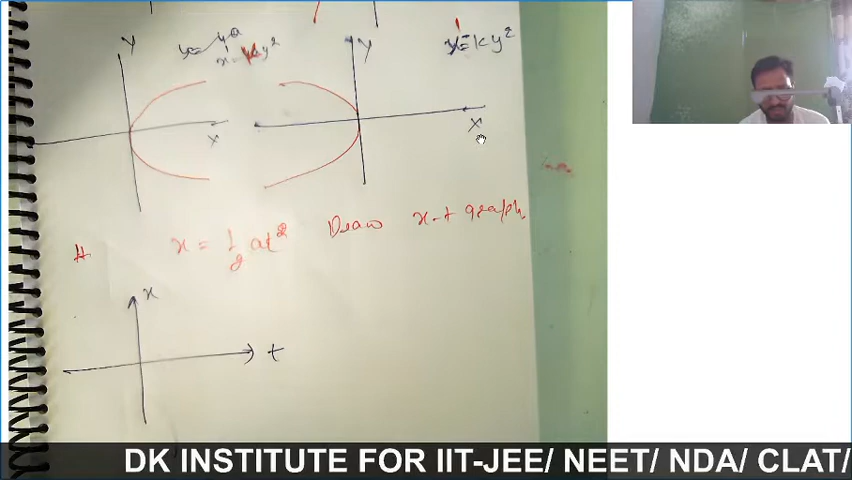 y
x = ky²
y
x = ky²
x
x
# x = 1/2 at² Draw x-t graph
x
t
DK INSTITUTE FOR IIT-JEE/ NEET/ NDA/ CLAT/